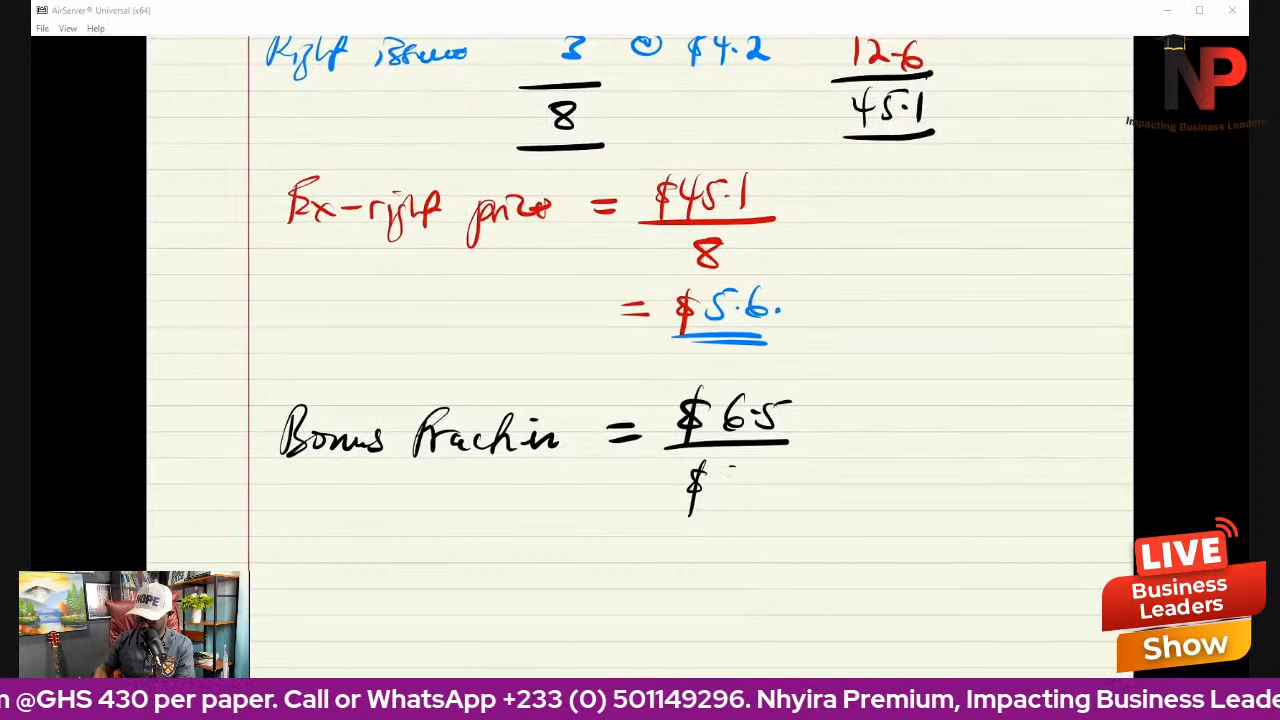 AirServer® Universal (x64)
File View Help
Right issue 3 @ $4.2 12.6
8 45.1
Ex-right price = $45.1
8
= $5.6.
Bonus Fraction = $6.5
$
NP
Impacting Business Leaders
HOPE
LIVE
Business
Leaders
Show
m @GHS 430 per paper. Call or WhatsApp +233 (0) 501149296. Nhyira Premium, Impacting Business Leade